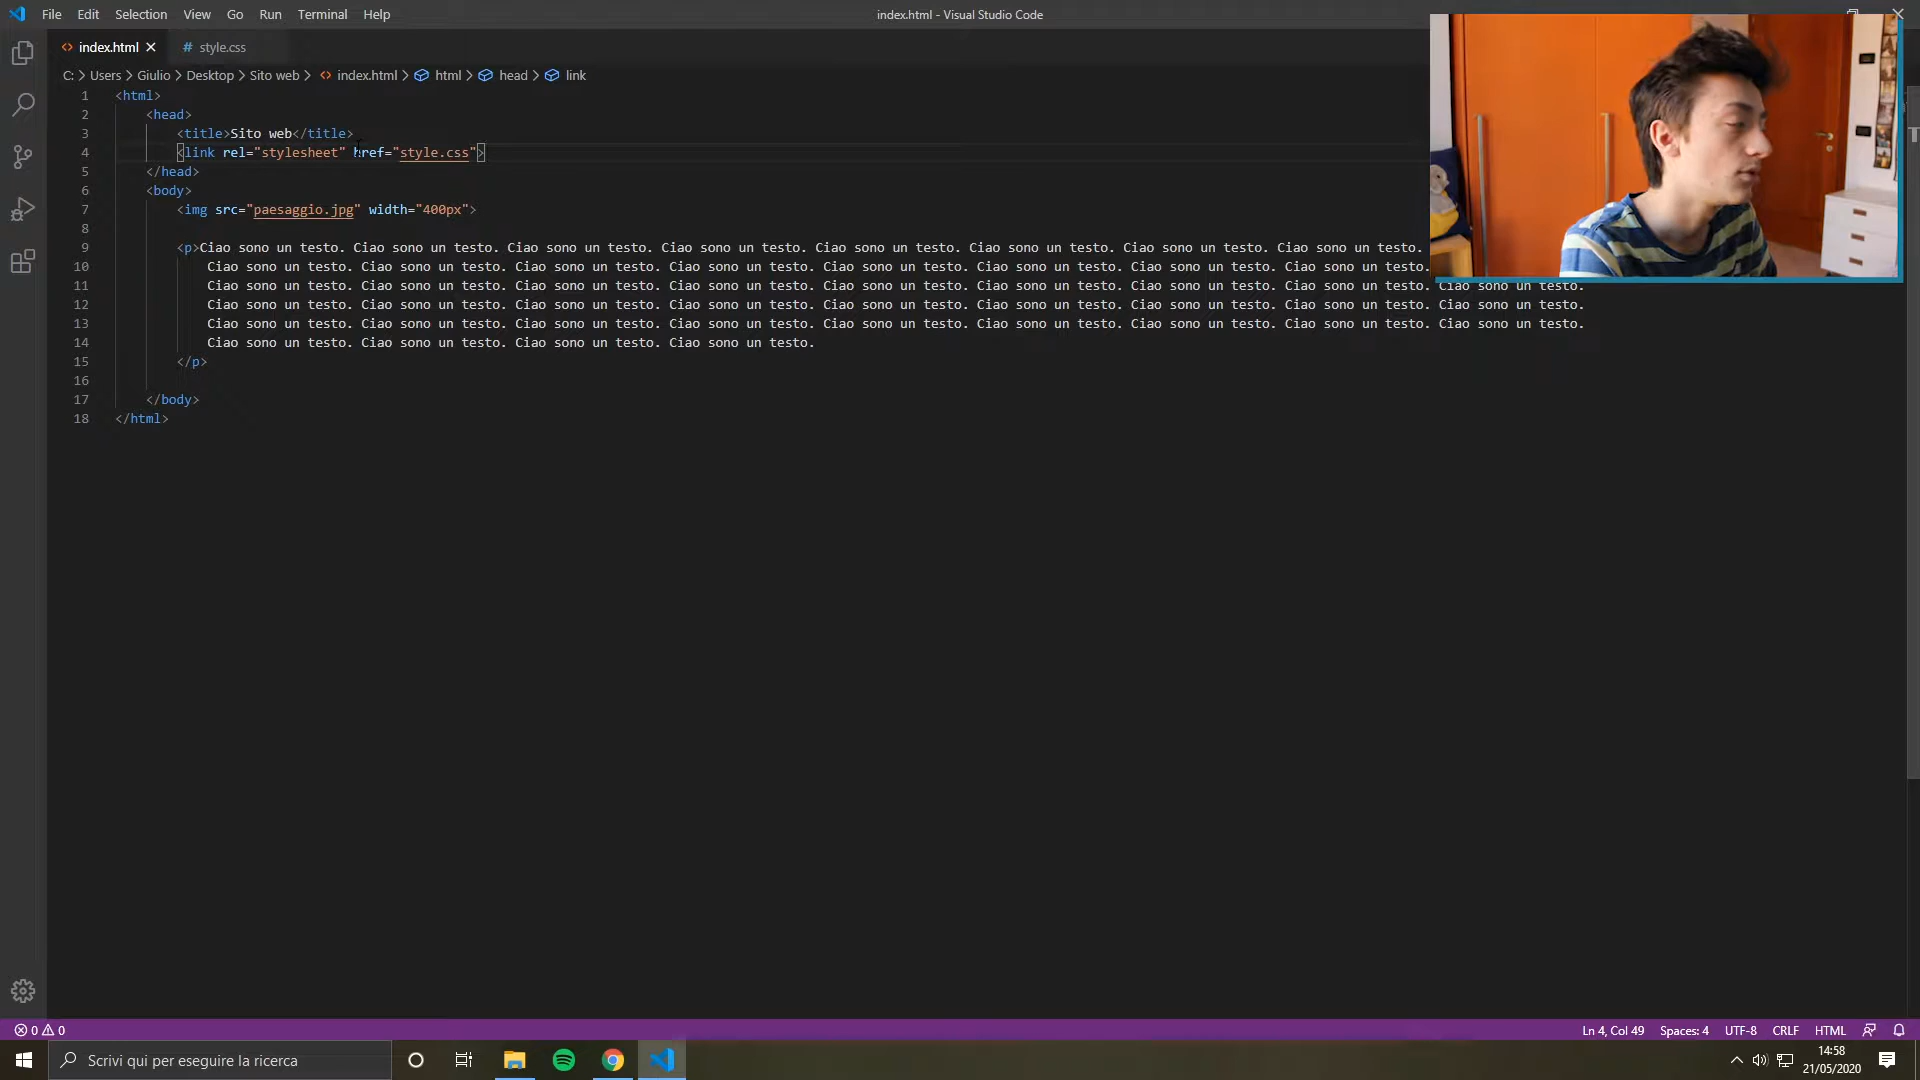 File Edit Selection View Go Run Terminal Help
index.html - Visual Studio Code
index.html
# style.css
C: > Users > Giulio > Desktop > Sito web > index.html > html > head > link
1 <html>
2 <head>
3 <title>Sito web</title>
4 <link rel="stylesheet" href="style.css">
5 </head>
6 <body>
7 <img src="paesaggio.jpg" width="400px">
8
9 <p>Ciao sono un testo. Ciao sono un testo. Ciao sono un testo. Ciao sono un testo. Ciao sono un testo. Ciao sono un testo. Ciao sono un testo. Ciao sono un testo.
10 Ciao sono un testo. Ciao sono un testo. Ciao sono un testo. Ciao sono un testo. Ciao sono un testo. Ciao sono un testo. Ciao sono un testo. Ciao sono un testo.
11 Ciao sono un testo. Ciao sono un testo. Ciao sono un testo. Ciao sono un testo. Ciao sono un testo. Ciao sono un testo. Ciao sono un testo. Ciao sono un testo. Ciao sono un testo.
12 Ciao sono un testo. Ciao sono un testo. Ciao sono un testo. Ciao sono un testo. Ciao sono un testo. Ciao sono un testo. Ciao sono un testo. Ciao sono un testo. Ciao sono un testo.
13 Ciao sono un testo. Ciao sono un testo. Ciao sono un testo. Ciao sono un testo. Ciao sono un testo. Ciao sono un testo. Ciao sono un testo. Ciao sono un testo. Ciao sono un testo.
14 Ciao sono un testo. Ciao sono un testo. Ciao sono un testo. Ciao sono un testo.
15 </p>
16
17 </body>
18 </html>
0 0
Ln 4, Col 49 Spaces: 4 UTF-8 CRLF HTML
Scrivi qui per eseguire la ricerca
14:58
21/05/2020